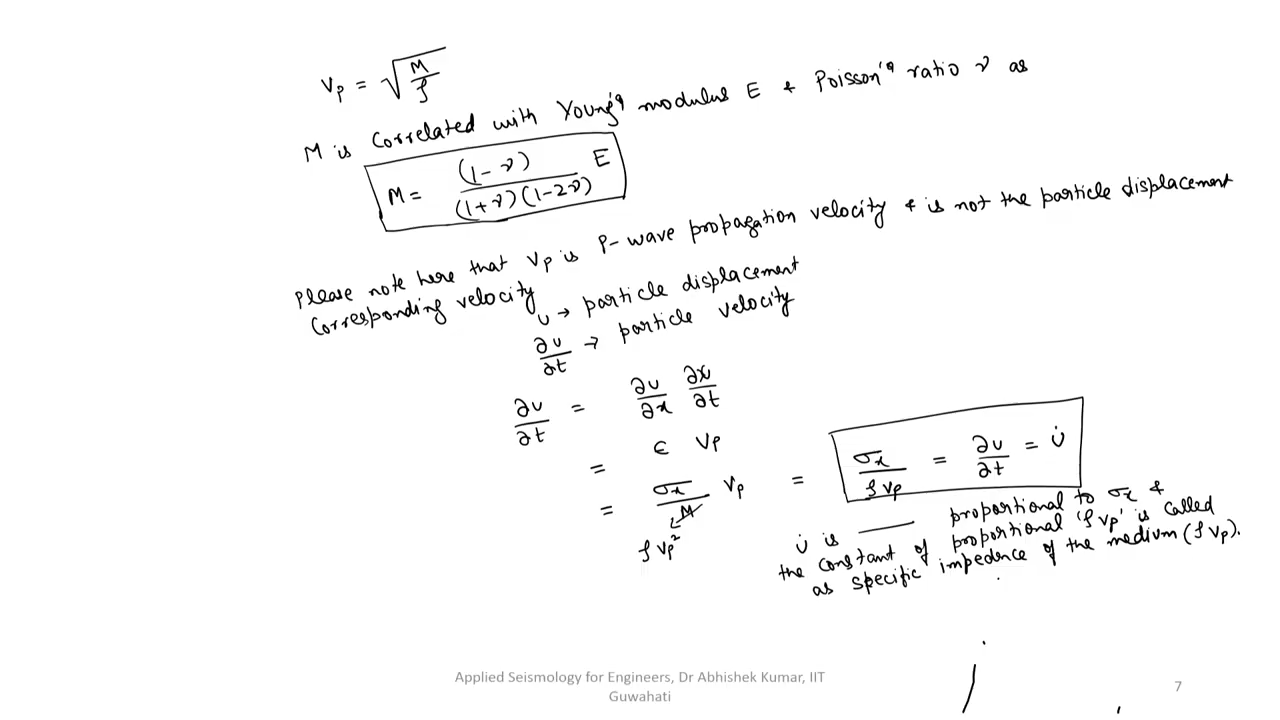 Vp = √(M/ρ)
M is correlated with Young's modulus E & Poisson's ratio ν as
M = (1-ν) / (1+ν)(1-2ν) E
Please note here that Vp is P-wave propagation velocity & is not the particle displacement
corresponding velocity
u → particle displacement
∂u/∂t → particle velocity
∂u/∂t = ∂u/∂x ∂x/∂t
= ϵ Vp
= σx/M Vp = σx/ρVp = ∂u/∂t = u̇
ρVp²
u̇ is ___ proportional to σx &
the constant of proportional 'ρVp' is called
as specific impedence of the medium (ρVp).
Applied Seismology for Engineers, Dr Abhishek Kumar, IIT
Guwahati
7